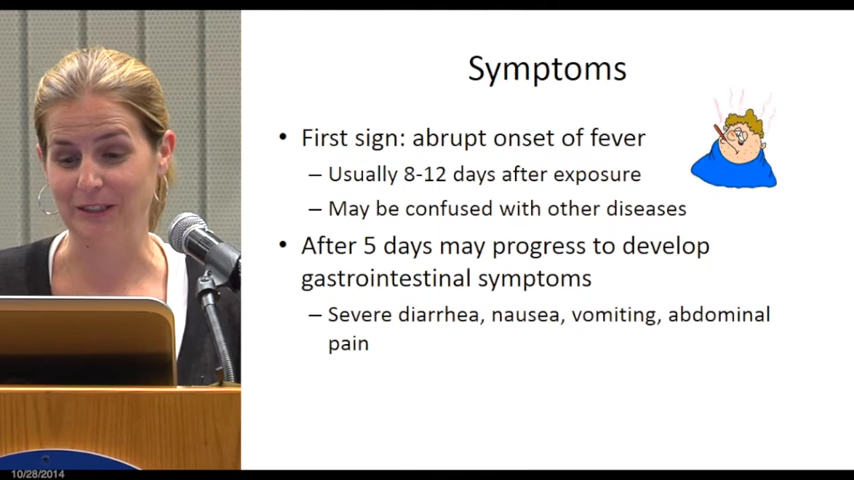 Symptoms
• First sign: abrupt onset of fever
– Usually 8-12 days after exposure
– May be confused with other diseases
• After 5 days may progress to develop
gastrointestinal symptoms
– Severe diarrhea, nausea, vomiting, abdominal
pain
10/28/2014